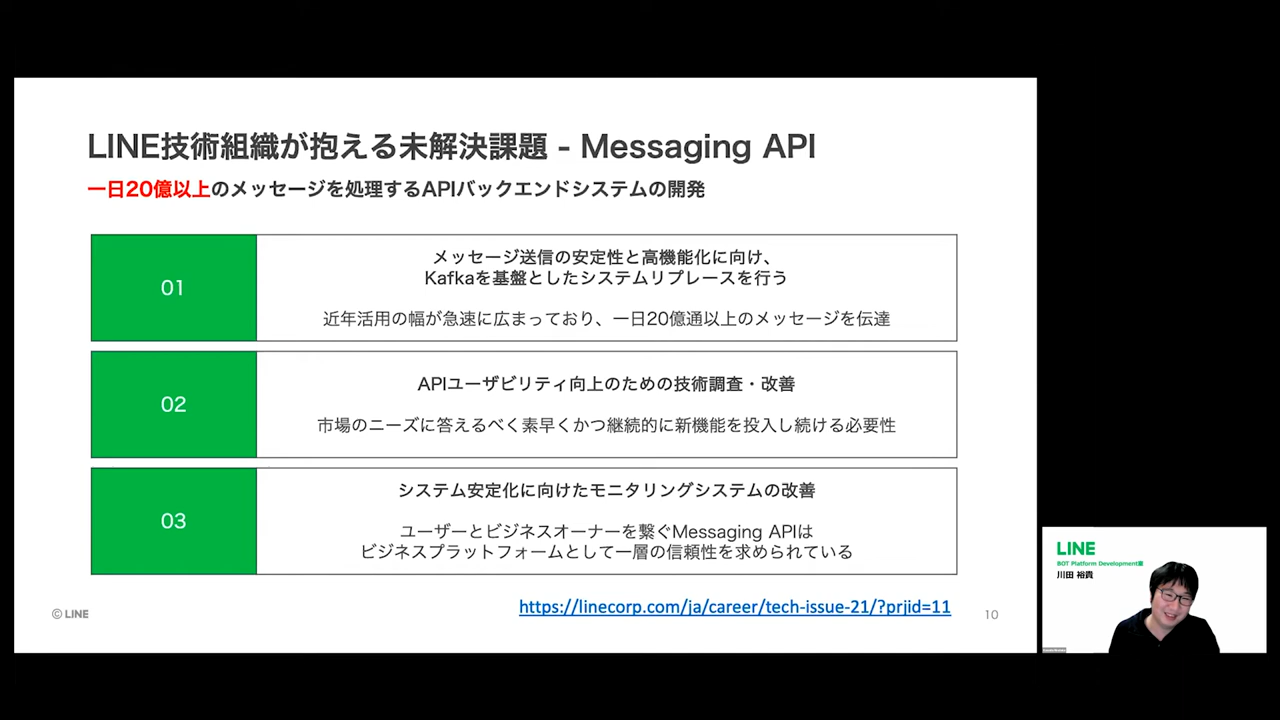 LINE技術組織が抱える未解決課題 - Messaging API
一日20億以上のメッセージを処理するAPIバックエンドシステムの開発
01
メッセージ送信の安定性と高機能化に向け、
Kafkaを基盤としたシステムリプレースを行う
近年活用の幅が急速に広まっており、一日20億通以上のメッセージを伝達
02
APIユーザビリティ向上のための技術調査・改善
市場のニーズに答えるべく素早くかつ継続的に新機能を投入し続ける必要性
03
システム安定化に向けたモニタリングシステムの改善
ユーザーとビジネスオーナーを繋ぐMessaging APIは
ビジネスプラットフォームとして一層の信頼性を求められている
https://linecorp.com/ja/career/tech-issue-21/?prjid=11
© LINE
10
LINE
BOT Platform Development室
川田 裕貴